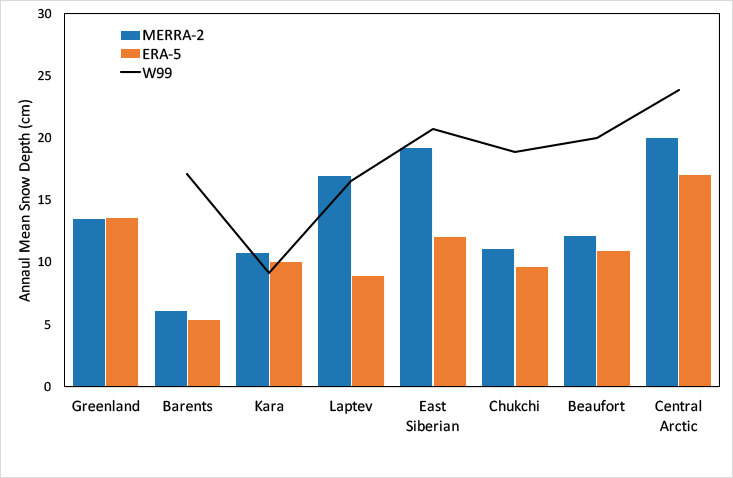 30
25
20
15
10
5
0
Annaul Mean Snow Depth (cm)
MERRA-2
ERA-5
W99
Greenland
Barents
Kara
Laptev
East
Siberian
Chukchi
Beaufort
Central
Arctic